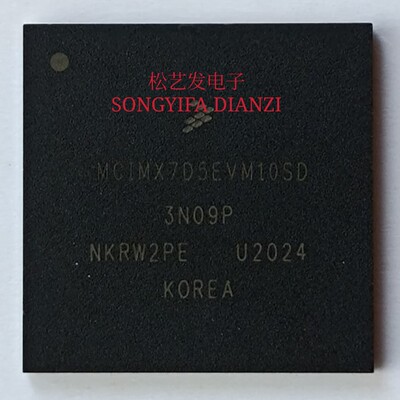 松艺发电子
SONGYIFA DIANZI
MCIMX7D5EVM10SD
3N09P
NKRW2PE U2024
KOREA